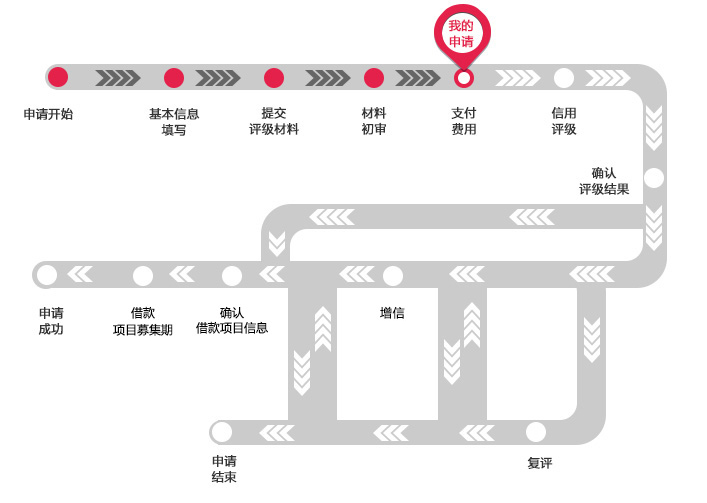 我的
申请
申请开始
基本信息
填写
提交
评级材料
材料
初审
支付
费用
信用
评级
确认
评级结果
申请
成功
借款
项目募集期
确认
借款项目信息
增信
申请
结束
复评